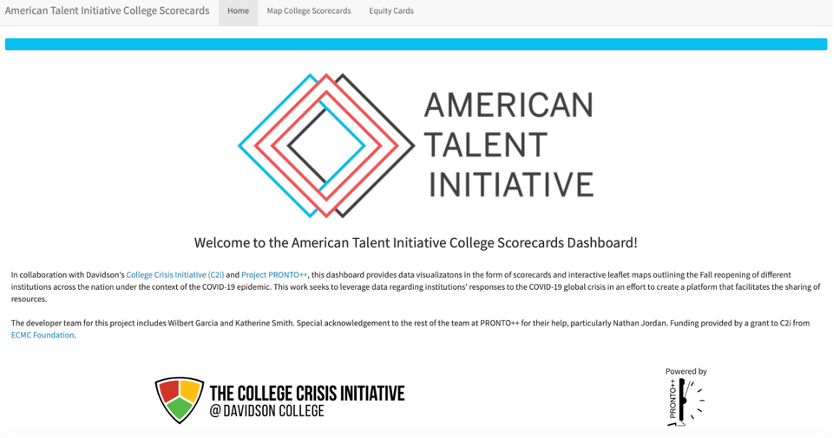 American Talent Initiative College Scorecards Home Map College Scorecards Equity Cards
AMERICAN
TALENT
INITIATIVE
Welcome to the American Talent Initiative College Scorecards Dashboard!
In collaboration with Davidson's College Crisis Initiative (C2i) and Project PRONTO++, this dashboard provides data visualizatons in the form of scorecards and interactive leaflet maps outlining the Fall reopening of different
institutions across the nation under the context of the COVID-19 epidemic. This work seeks to leverage data regarding institutions' responses to the COVID-19 global crisis in an effort to create a platform that facilitates the sharing of
resources.
The developer team for this project includes Wilbert Garcia and Katherine Smith. Special acknowledgement to the rest of the team at PRONTO++ for their help, particularly Nathan Jordan. Funding provided by a grant to C2i from
ECMC Foundation.
THE COLLEGE CRISIS INITIATIVE
@ DAVIDSON COLLEGE
Powered by
PRONTO++